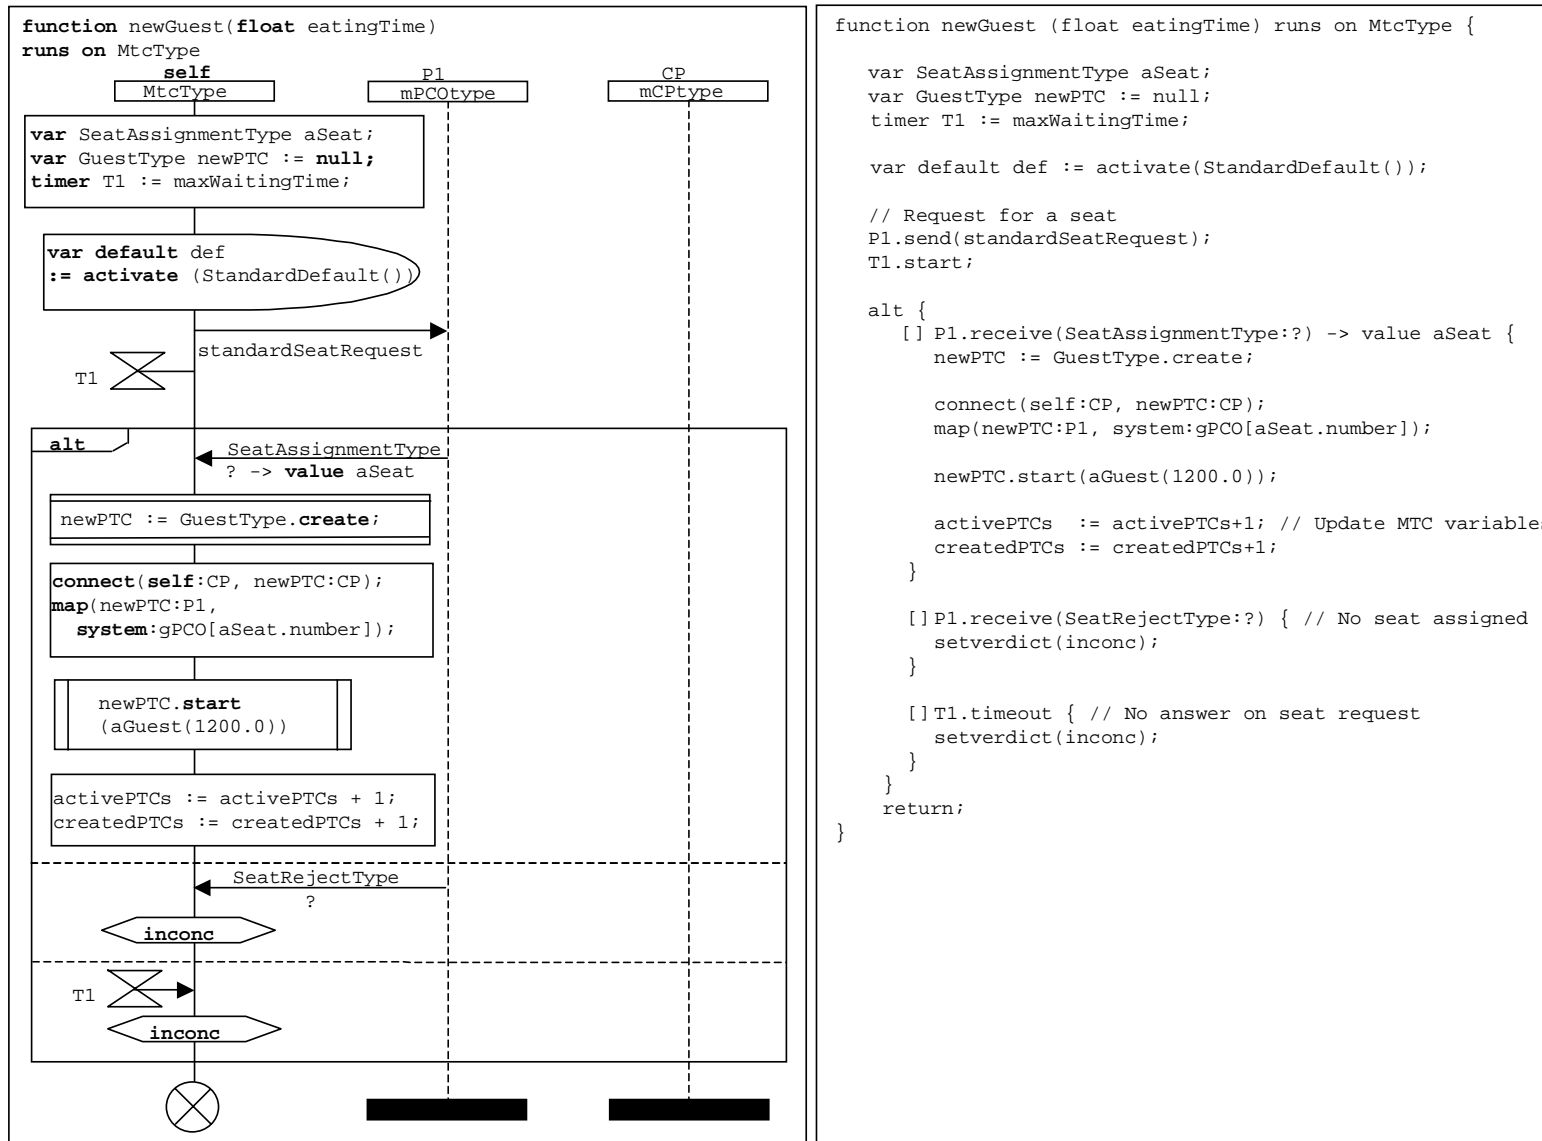 function newGuest(float eatingTime)
runs on MtcType
self
MtcType
P1
mPCOtype
CP
mCPtype
var SeatAssignmentType aSeat;
var GuestType newPTC := null;
timer T1 := maxWaitingTime;
var default def
:= activate (StandardDefault())
standardSeatRequest
T1
alt
SeatAssignmentType
? -> value aSeat
newPTC := GuestType.create;
connect(self:CP, newPTC:CP);
map(newPTC:P1,
system:gPCO[aSeat.number]);
newPTC.start
(aGuest(1200.0))
activePTCs := activePTCs + 1;
createdPTCs := createdPTCs + 1;
SeatRejectType
?
inconc
T1
inconc
function newGuest (float eatingTime) runs on MtcType {
var SeatAssignmentType aSeat;
var GuestType newPTC := null;
timer T1 := maxWaitingTime;
var default def := activate(StandardDefault());
// Request for a seat
P1.send(standardSeatRequest);
T1.start;
alt {
[] P1.receive(SeatAssignmentType:?) -> value aSeat {
newPTC := GuestType.create;
connect(self:CP, newPTC:CP);
map(newPTC:P1, system:gPCO[aSeat.number]);
newPTC.start(aGuest(1200.0));
activePTCs := activePTCs+1; // Update MTC variables
createdPTCs := createdPTCs+1;
}
[] P1.receive(SeatRejectType:?) { // No seat assigned
setverdict(inconc);
}
[] T1.timeout { // No answer on seat request
setverdict(inconc);
}
}
return;
}